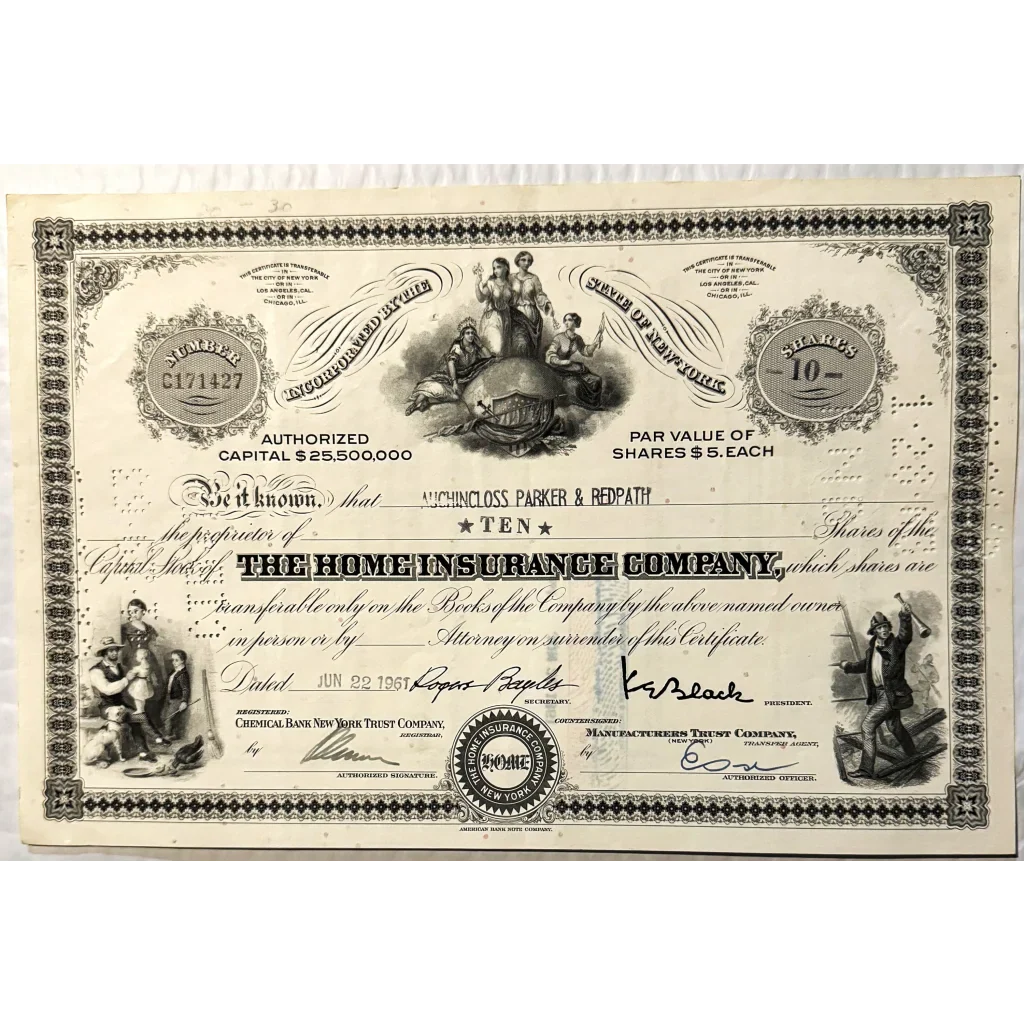 30
THIS CERTIFICATE IS TRANSFERABLE
IN
THE CITY OF NEW YORK
OR IN
LOS ANGELES, CAL.
OR IN
CHICAGO, ILL.
INCORPORATED BY THE
STATE OF NEW-YORK.
THIS CERTIFICATE IS TRANSFERABLE
IN
THE CITY OF NEW YORK
OR IN
LOS ANGELES, CAL.
OR IN
CHICAGO, ILL.
NUMBER
C171427
SHARES
10
AUTHORIZED
CAPITAL $25,500,000
PAR VALUE OF
SHARES $5. EACH
Be it known, that AUCHINCLOSS PARKER & REDPATH
the proprietor of ★ TEN ★ Shares of the
Capital Stock of THE HOME INSURANCE COMPANY, which shares are
transferable only on the Books of the Company by the above named owner
in person or by Attorney on surrender of this Certificate.
Dated JUN 22 1961 Rogers Bayles K E Black
SECRETARY. PRESIDENT.
REGISTERED:
CHEMICAL BANK NEW YORK TRUST COMPANY,
REGISTRAR,
by
AUTHORIZED SIGNATURE.
THE HOME INSURANCE COMPANY
HOME
NEW YORK
COUNTERSIGNED:
MANUFACTURERS TRUST COMPANY,
(NEW YORK) TRANSFER AGENT,
by
AUTHORIZED OFFICER.
AMERICAN BANK NOTE COMPANY.